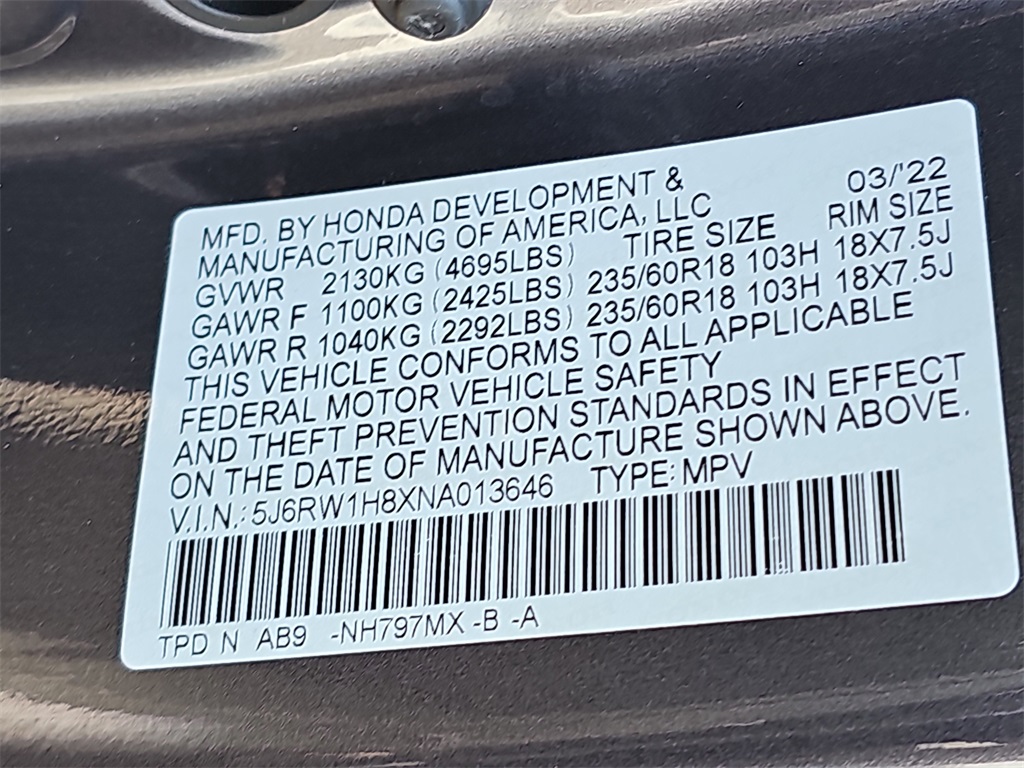 MFD. BY HONDA DEVELOPMENT & 03/'22
MANUFACTURING OF AMERICA, LLC
GVWR 2130KG (4695LBS) TIRE SIZE RIM SIZE
GAWR F 1100KG (2425LBS) 235/60R18 103H 18X7.5J
GAWR R 1040KG (2292LBS) 235/60R18 103H 18X7.5J
THIS VEHICLE CONFORMS TO ALL APPLICABLE
FEDERAL MOTOR VEHICLE SAFETY
AND THEFT PREVENTION STANDARDS IN EFFECT
ON THE DATE OF MANUFACTURE SHOWN ABOVE.
V.I.N.: 5J6RW1H8XNA013646 TYPE: MPV
TPD N AB9 -NH797MX -B -A